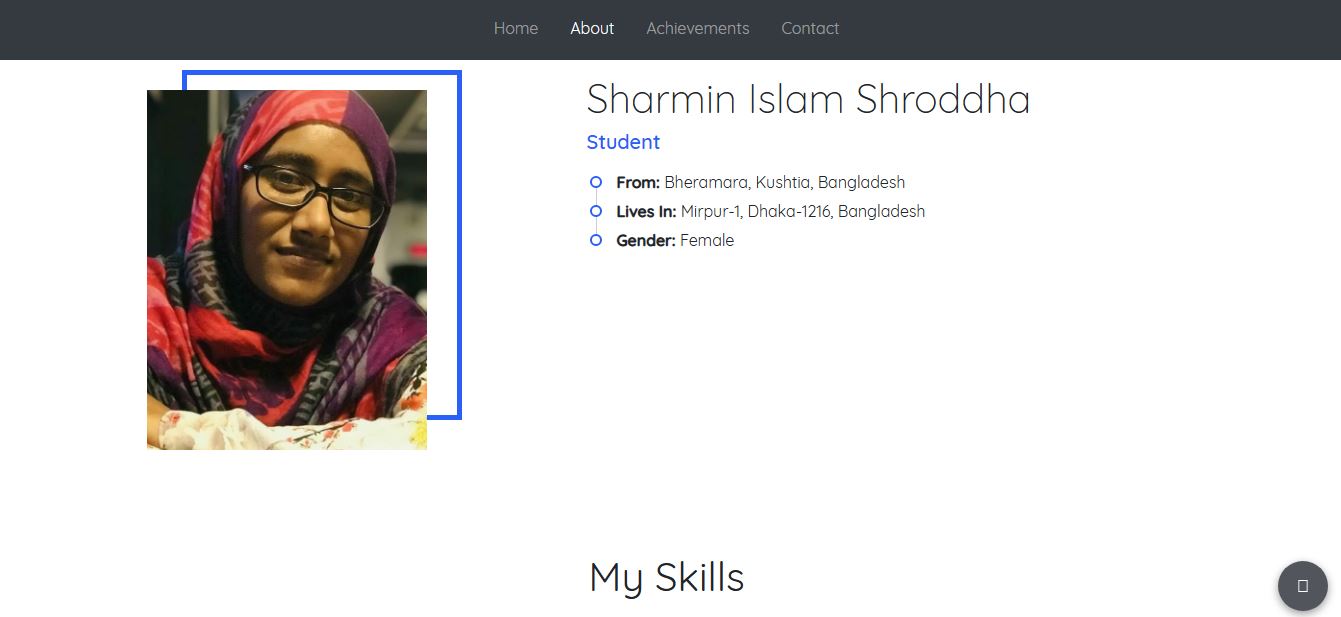 Home About Achievements Contact
Sharmin Islam Shroddha
Student
From: Bheramara, Kushtia, Bangladesh
Lives In: Mirpur-1, Dhaka-1216, Bangladesh
Gender: Female
My Skills